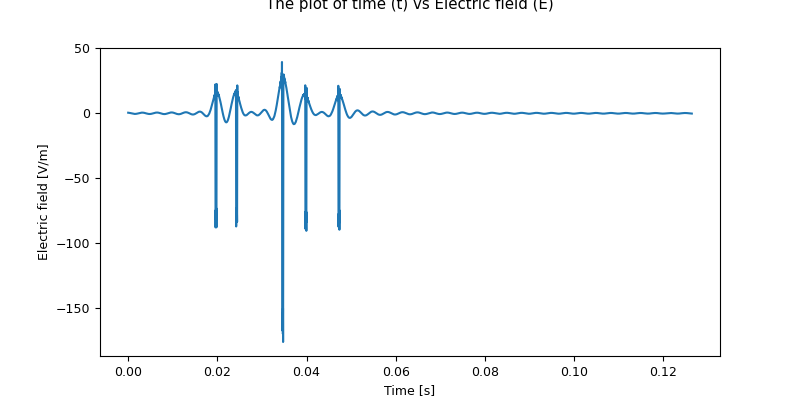 The plot of time (t) vs Electric field (E)
50
0
−50
−100
−150
Electric field [V/m]
0.00 0.02 0.04 0.06 0.08 0.10 0.12
Time [s]